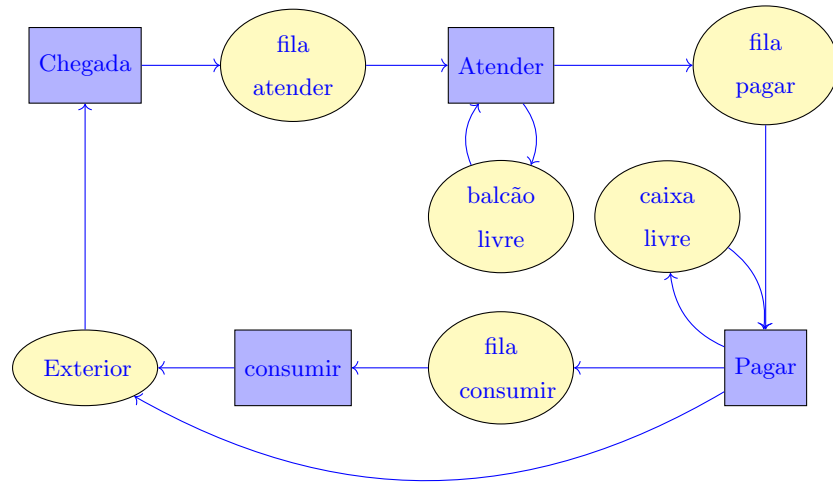 Chegada
fila
atender
Atender
fila
pagar
balcão
livre
caixa
livre
Exterior
consumir
fila
consumir
Pagar